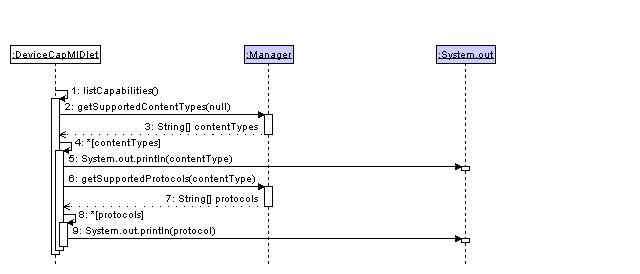 :DeviceCapMIDlet
:Manager
:System.out
1: listCapabilities()
2: getSupportedContentTypes(null)
3: String[] contentTypes
4: *[contentTypes]
5: System.out.println(contentType)
6: getSupportedProtocols(contentType)
7: String[] protocols
8: *[protocols]
9: System.out.println(protocol)